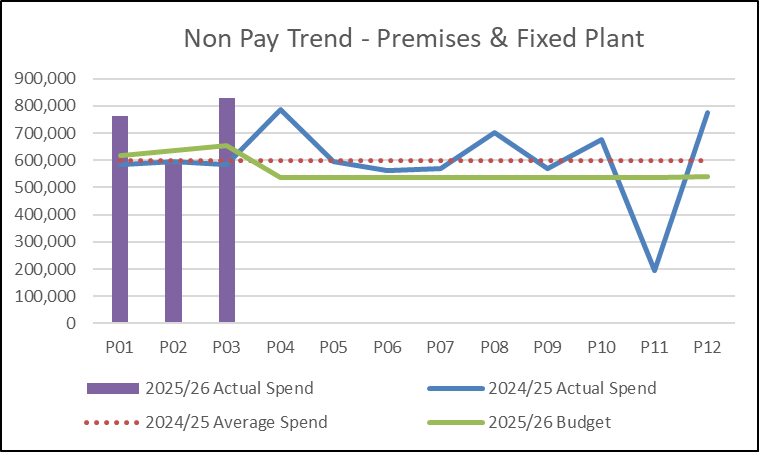 Non Pay Trend - Premises & Fixed Plant
900,000
800,000
700,000
600,000
500,000
400,000
300,000
200,000
100,000
0
P01 P02 P03 P04 P05 P06 P07 P08 P09 P10 P11 P12
2025/26 Actual Spend 2024/25 Actual Spend
2024/25 Average Spend 2025/26 Budget